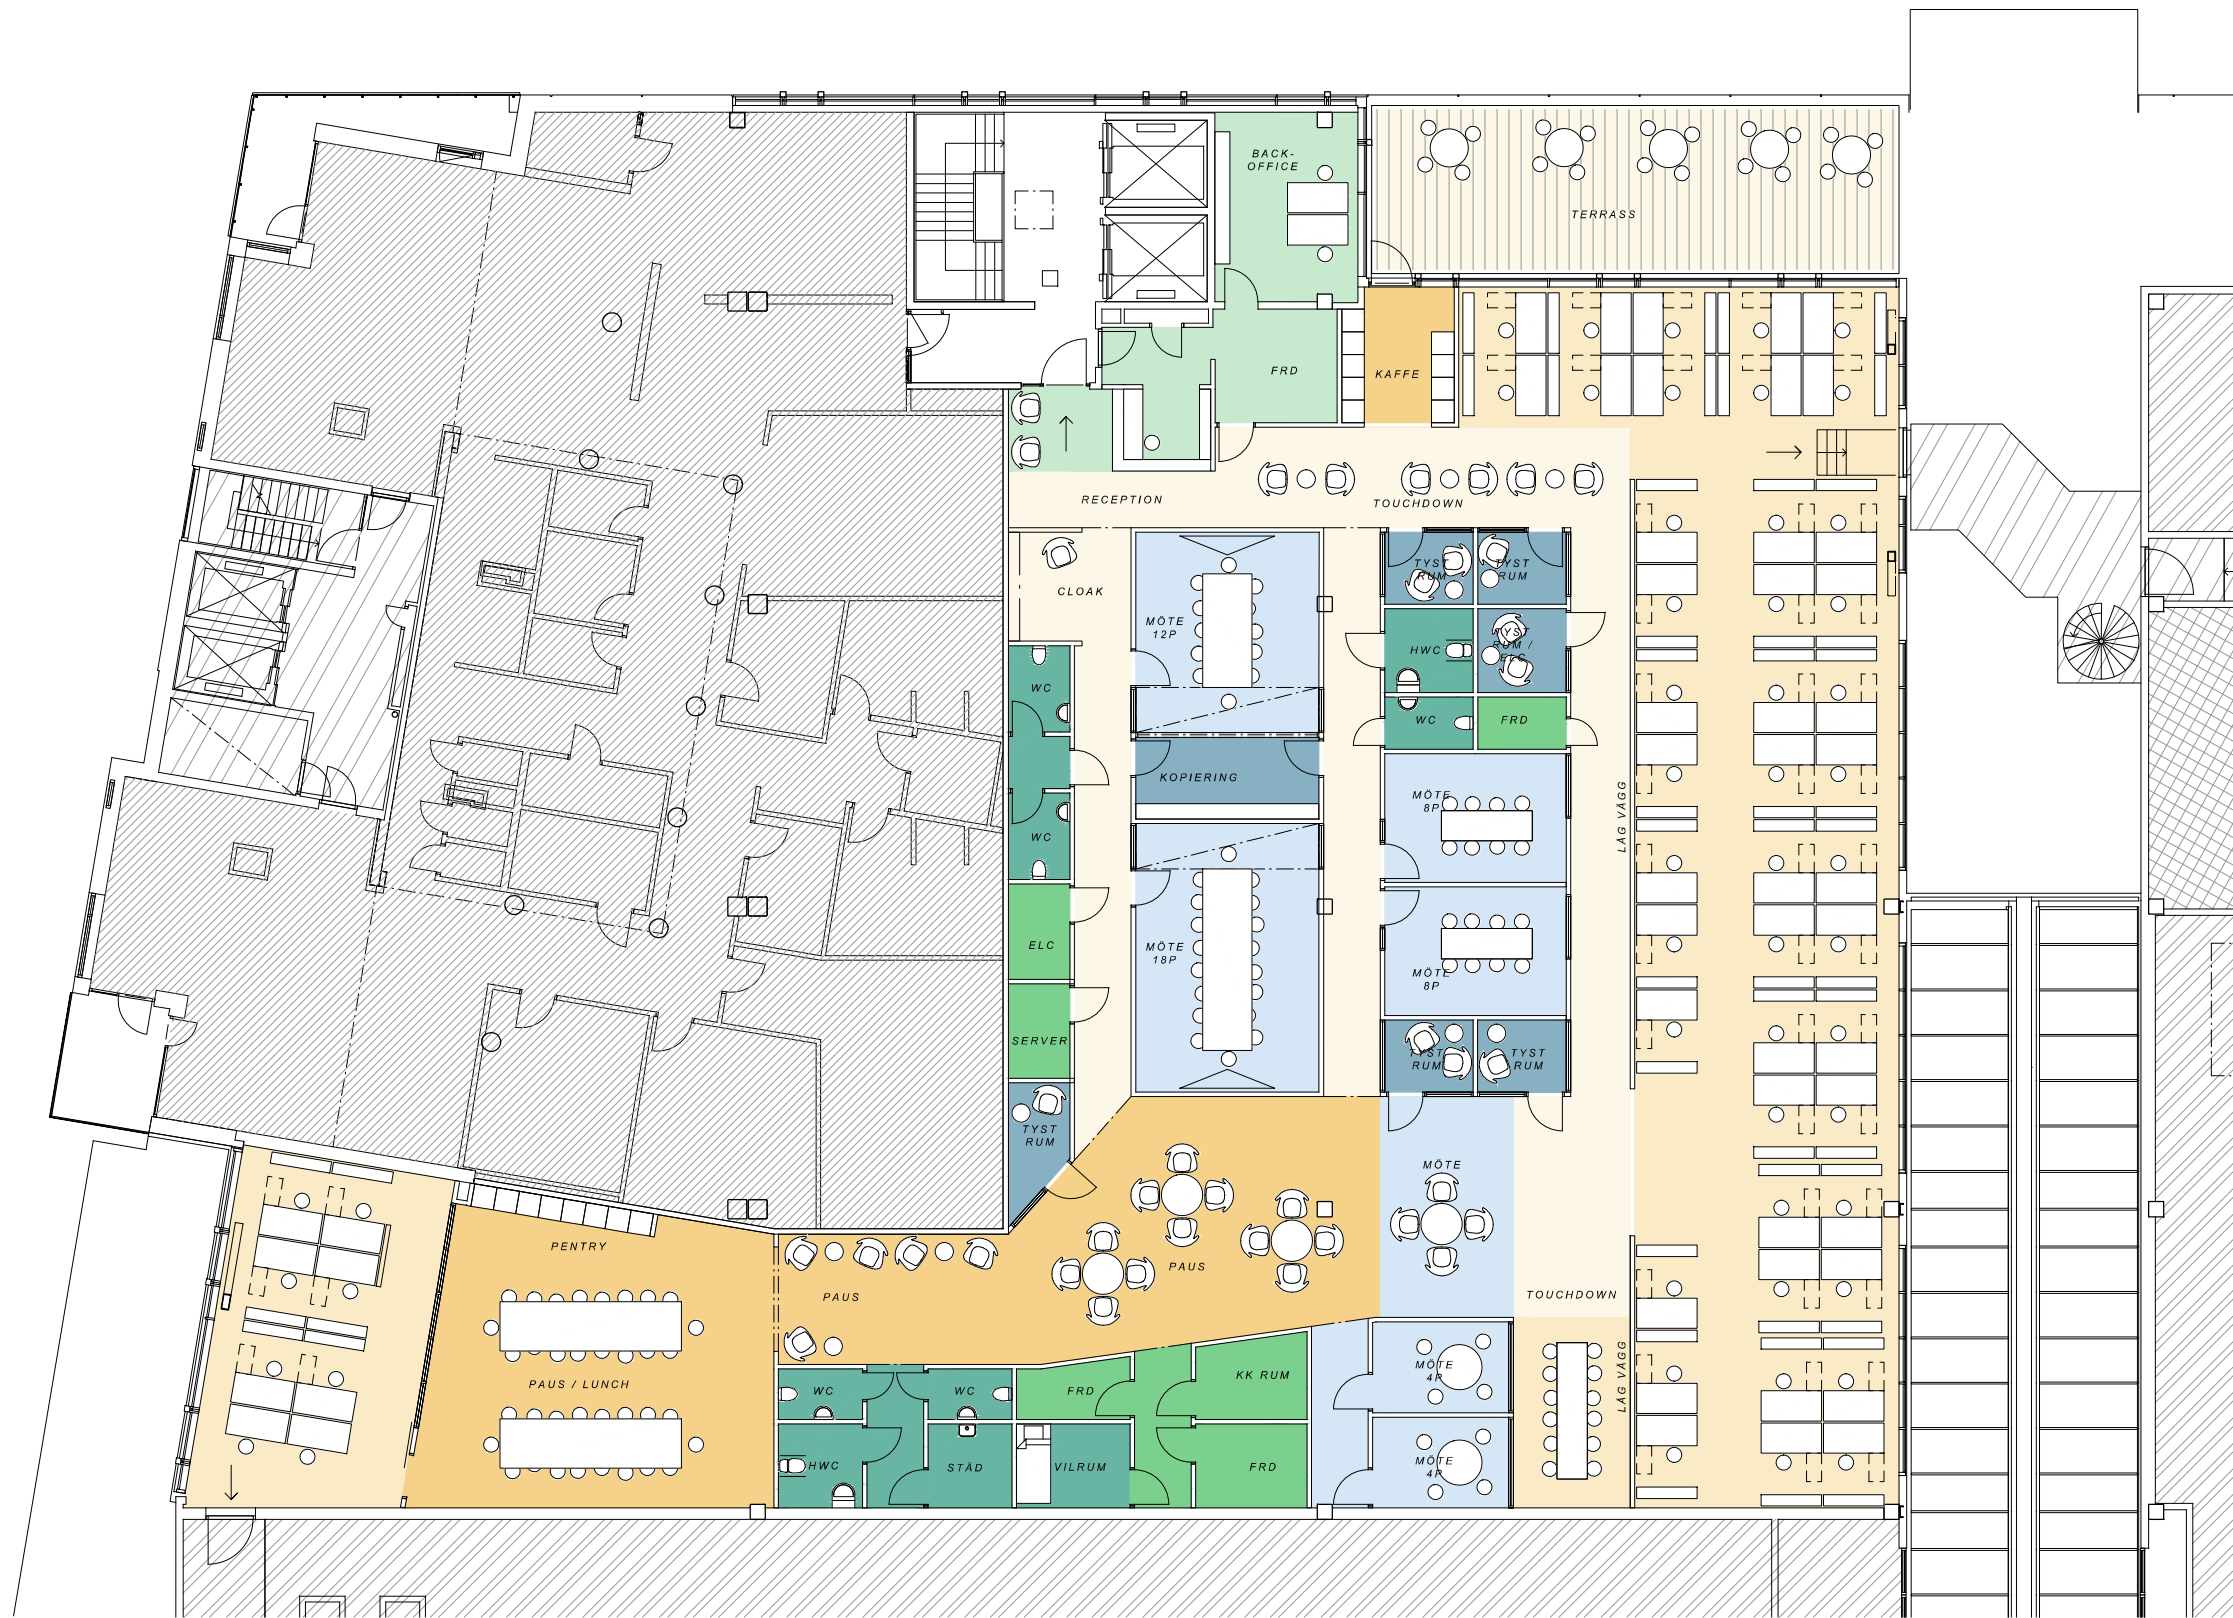 BACK-
OFFICE
TERRASS
FRD
KAFFE
RECEPTION
TOUCHDOWN
CLOAK
MÖTE
12P
TYST
RUM
TYST
RUM
HWC
TYST
RUM /
ELC
WC
WC
FRD
KOPIERING
MÖTE
8P
LÅG VÄGG
WC
ELC
MÖTE
18P
MÖTE
8P
SERVER
TYST
RUM
TYST
RUM
TYST
RUM
MÖTE
PENTRY
PAUS
PAUS
TOUCHDOWN
PAUS / LUNCH
WC
WC
FRD
KK RUM
MÖTE
4P
LÅG VÄGG
HWC
STÄD
VILRUM
FRD
MÖTE
4P